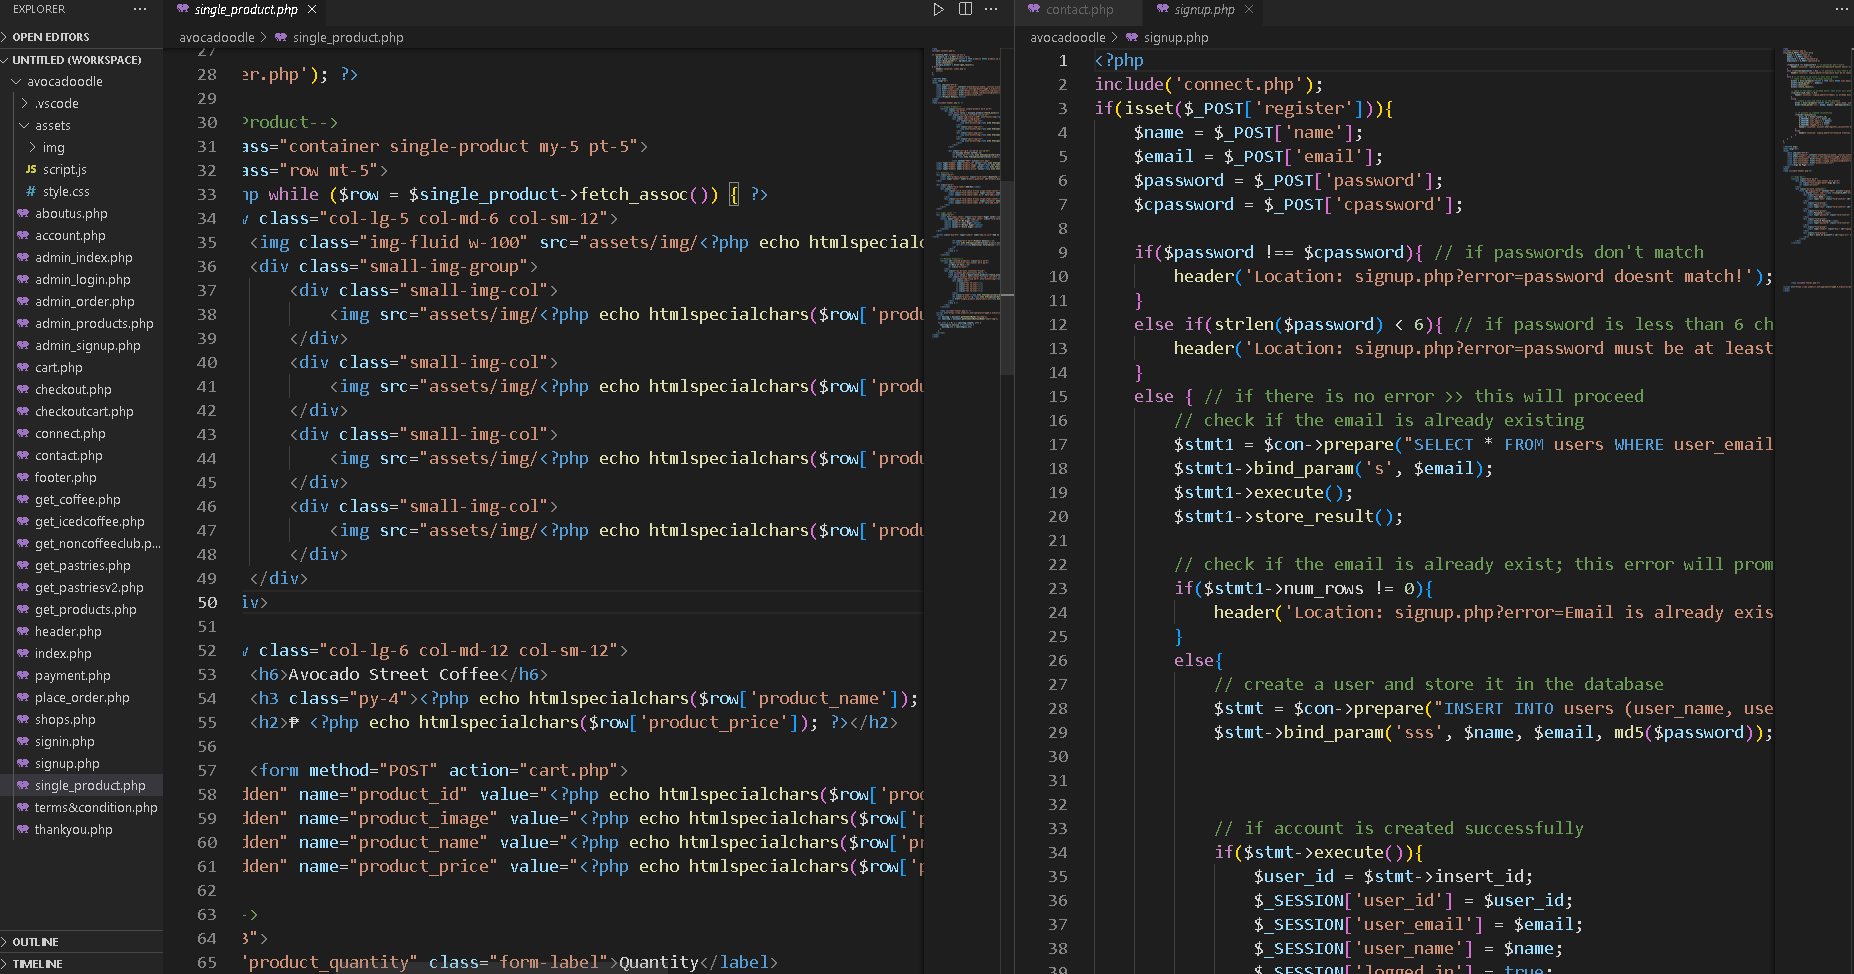 EXPLORER
OPEN EDITORS
UNTITLED (WORKSPACE)
avocadoodle
.vscode
assets
img
JS script.js
# style.css
aboutus.php
account.php
admin_index.php
admin_login.php
admin_order.php
admin_products.php
admin_signup.php
cart.php
checkout.php
checkoutcart.php
connect.php
contact.php
footer.php
get_coffee.php
get_icedcoffee.php
get_noncoffeeclub.p...
get_pastries.php
get_pastriesv2.php
get_products.php
header.php
index.php
payment.php
place_order.php
shops.php
signin.php
signup.php
single_product.php
terms&condition.php
thankyou.php
OUTLINE
TIMELINE
single_product.php
avocadoodle > single_product.php
27
28 er.php'); ?>
29
30 Product-->
31 ass="container single-product my-5 pt-5">
32 ass="row mt-5">
33 hp while ($row = $single_product->fetch_assoc()) { ?>
34 v class="col-lg-5 col-md-6 col-sm-12">
35 <img class="img-fluid w-100" src="assets/img/<?php echo htmlspecialc
36 <div class="small-img-group">
37 <div class="small-img-col">
38 <img src="assets/img/<?php echo htmlspecialchars($row['produ
39 </div>
40 <div class="small-img-col">
41 <img src="assets/img/<?php echo htmlspecialchars($row['produ
42 </div>
43 <div class="small-img-col">
44 <img src="assets/img/<?php echo htmlspecialchars($row['produ
45 </div>
46 <div class="small-img-col">
47 <img src="assets/img/<?php echo htmlspecialchars($row['produ
48 </div>
49 </div>
50 iv>
51
52 v class="col-lg-6 col-md-12 col-sm-12">
53 <h6>Avocado Street Coffee</h6>
54 <h3 class="py-4"><?php echo htmlspecialchars($row['product_name']);
55 <h2>₱ <?php echo htmlspecialchars($row['product_price']); ?></h2>
56
57 <form method="POST" action="cart.php">
58 dden" name="product_id" value="<?php echo htmlspecialchars($row['proc
59 dden" name="product_image" value="<?php echo htmlspecialchars($row['p
60 dden" name="product_name" value="<?php echo htmlspecialchars($row['pr
61 dden" name="product_price" value="<?php echo htmlspecialchars($row['p
62
63 ->
64 3">
65 "product_quantity" class="form-label">Quantity</label>
contact.php
signup.php
avocadoodle > signup.php
1 <?php
2 include('connect.php');
3 if(isset($_POST['register'])){
4 $name = $_POST['name'];
5 $email = $_POST['email'];
6 $password = $_POST['password'];
7 $cpassword = $_POST['cpassword'];
8
9 if($password !== $cpassword){ // if passwords don't match
10 header('Location: signup.php?error=password doesnt match!');
11 }
12 else if(strlen($password) < 6){ // if password is less than 6 ch
13 header('Location: signup.php?error=password must be at least
14 }
15 else { // if there is no error >> this will proceed
16 // check if the email is already existing
17 $stmt1 = $con->prepare("SELECT * FROM users WHERE user_email
18 $stmt1->bind_param('s', $email);
19 $stmt1->execute();
20 $stmt1->store_result();
21
22 // check if the email is already exist; this error will prom
23 if($stmt1->num_rows != 0){
24 header('Location: signup.php?error=Email is already exis
25 }
26 else{
27 // create a user and store it in the database
28 $stmt = $con->prepare("INSERT INTO users (user_name, use
29 $stmt->bind_param('sss', $name, $email, md5($password));
30
31
32
33 // if account is created successfully
34 if($stmt->execute()){
35 $user_id = $stmt->insert_id;
36 $_SESSION['user_id'] = $user_id;
37 $_SESSION['user_email'] = $email;
38 $_SESSION['user_name'] = $name;
39 $_SESSION['logged_in'] = true;